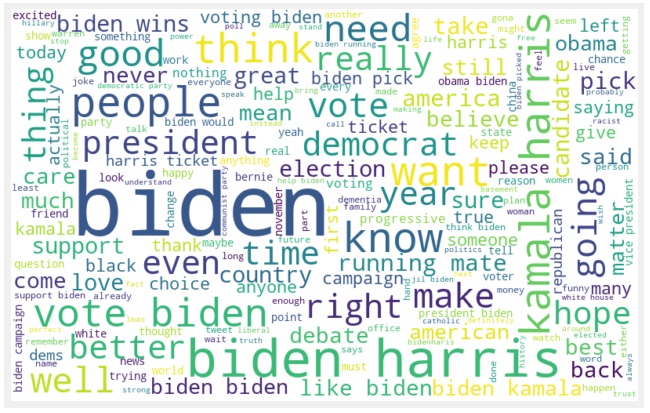 excited
biden wins
voting biden
another
gona
agree
might
seem
left
hillary
show
warren
something
power
away
stand
life
harris
free
getting
stop
poll
biden running
obama
today
good
work
think
need
take
chance
never
nothing
great
biden pick
really
still
obama biden
china
feel
pick
joke
everyone
every
live
probably
thing
actually
democratic party
help
bring
made
america
biden picked
candidate
political
people
speak
mean
vote
making
believe
racist
saying
party
biden would
become
talk
yeah
instead
call
ticket
keep
state
give
president
real
democrat
harris ticket
anything
said
care
look
happy
bernie
election
want
please
person
least
understand
voting
reason
women
much
biden
communist party
help biden
year
sure
basement
plan
going
matter
vice president
friend
change
november
part
dementia
family
progressive
true
woman
wish
kamala
first
know
someone
think biden
republican
support
thank
maybe
future
time
politics
tell
question
black
even
long
country
running mate
voter
kamala harris
come
love
choice
fact
anyone
campaign
hang
jil biden
money
funny
many
support biden
already
enough
right
make
president biden
white house
hope
biden campaign
vote biden
point
perfect
lmao
debate
office
catholic
definitely
american
around
remember
white
thought
tweet
liberal
bidenharris
watch
elected
either
dems
better
wait
truth
biden harris
history
best
name
news
says
done
word
always
trying
world
must
back
well
strong
biden biden
like biden
biden kamala
happen
trust